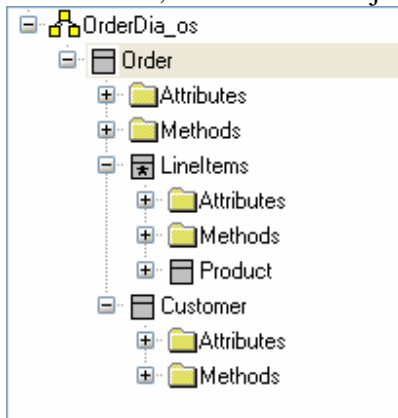 OrderDia_os
Order
Attributes
Methods
LineItems
Attributes
Methods
Product
Customer
Attributes
Methods